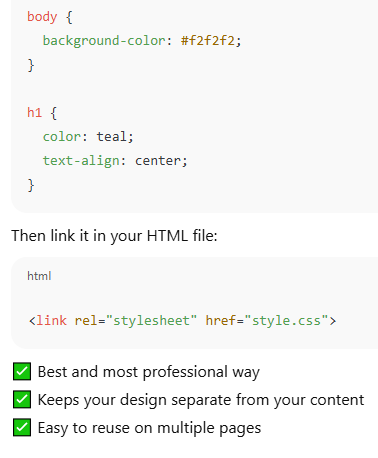 body {
  background-color: #f2f2f2;
}
h1 {
  color: teal;
  text-align: center;
}
Then link it in your HTML file:
html
<link rel="stylesheet" href="style.css">
✅ Best and most professional way
✅ Keeps your design separate from your content
✅ Easy to reuse on multiple pages